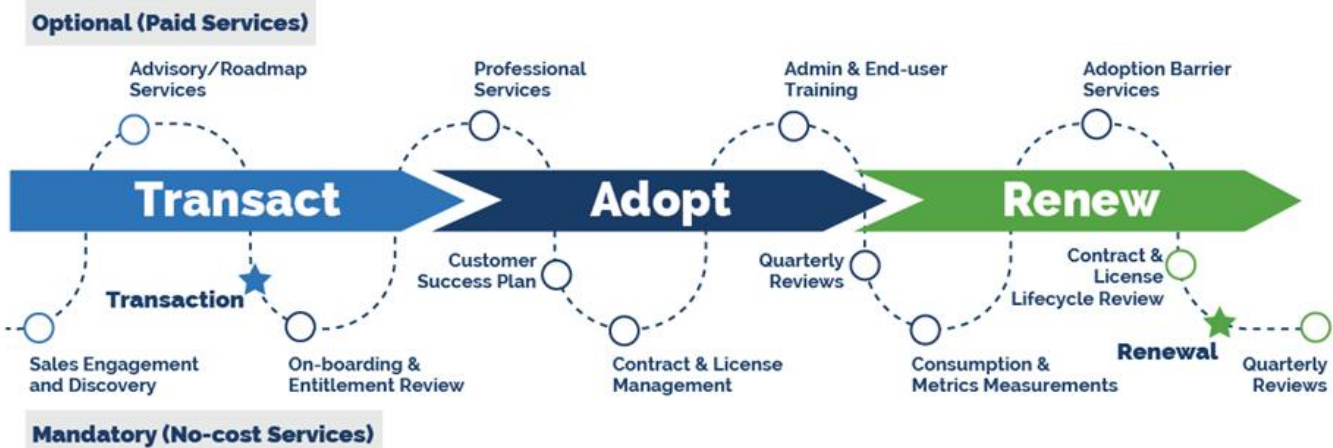 Optional (Paid Services)
Advisory/Roadmap
Services
Professional
Services
Admin & End-user
Training
Adoption Barrier
Services
Transact
Adopt
Renew
Customer
Success Plan
Quarterly
Reviews
Contract &
License
Lifecycle Review
Transaction
Renewal
Sales Engagement
and Discovery
On-boarding &
Entitlement Review
Contract & License
Management
Consumption &
Metrics Measurements
Quarterly
Reviews
Mandatory (No-cost Services)